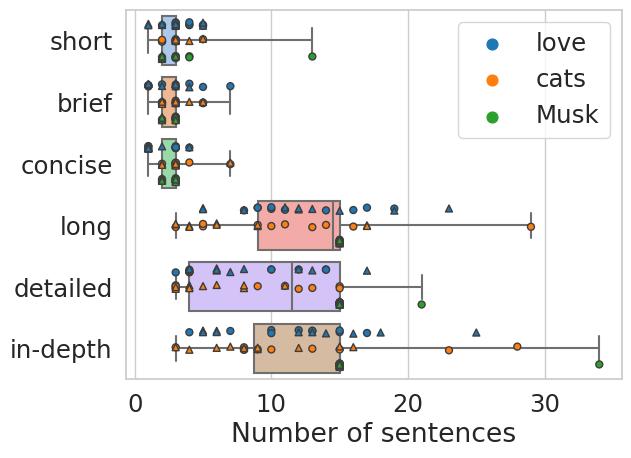 short
brief
concise
long
detailed
in-depth
love
cats
Musk
0 10 20 30
Number of sentences